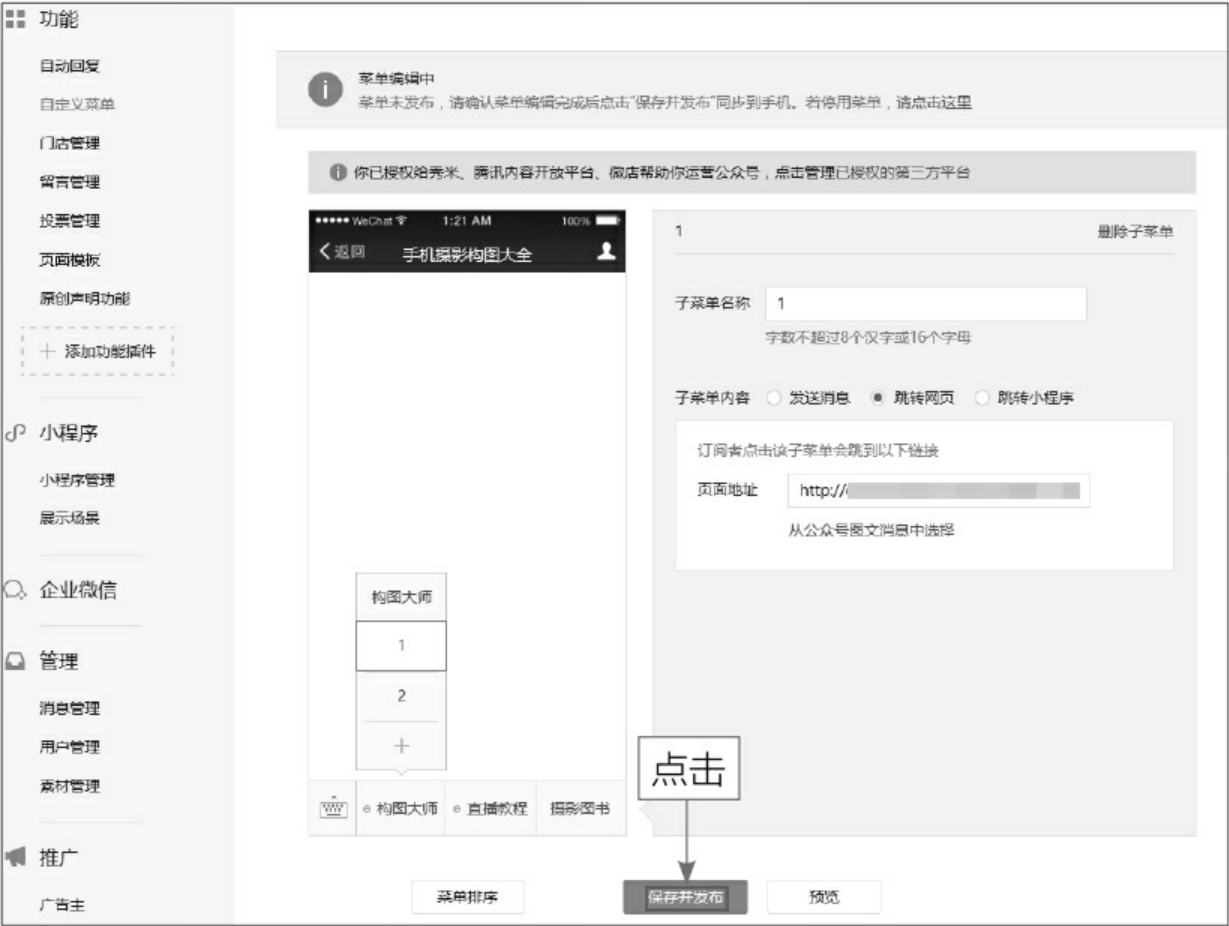 功能
自动回复
自定义菜单
门店管理
留言管理
投票管理
页面模板
原创声明功能
+ 添加功能插件
小程序
小程序管理
展示场景
企业微信
管理
消息管理
用户管理
素材管理
推广
广告主
菜单编辑中
菜单未发布，请确认菜单编辑完成后点击“保存并发布”同步到手机。若停用菜单，请点击这里
你已授权给秀米、腾讯内容开放平台、微店帮助你运营公众号，点击管理已授权的第三方平台
WeChat 1:21 AM 100%
返回 手机摄影构图大全
构图大师
1
2
+
构图大师 直播教程 摄影图书
1 删除子菜单
子菜单名称 1
字数不超过8个汉字或16个字母
子菜单内容 发送消息 跳转网页 跳转小程序
订阅者点击该子菜单会跳到以下链接
页面地址 http://
从公众号图文消息中选择
点击
菜单排序 保存并发布 预览